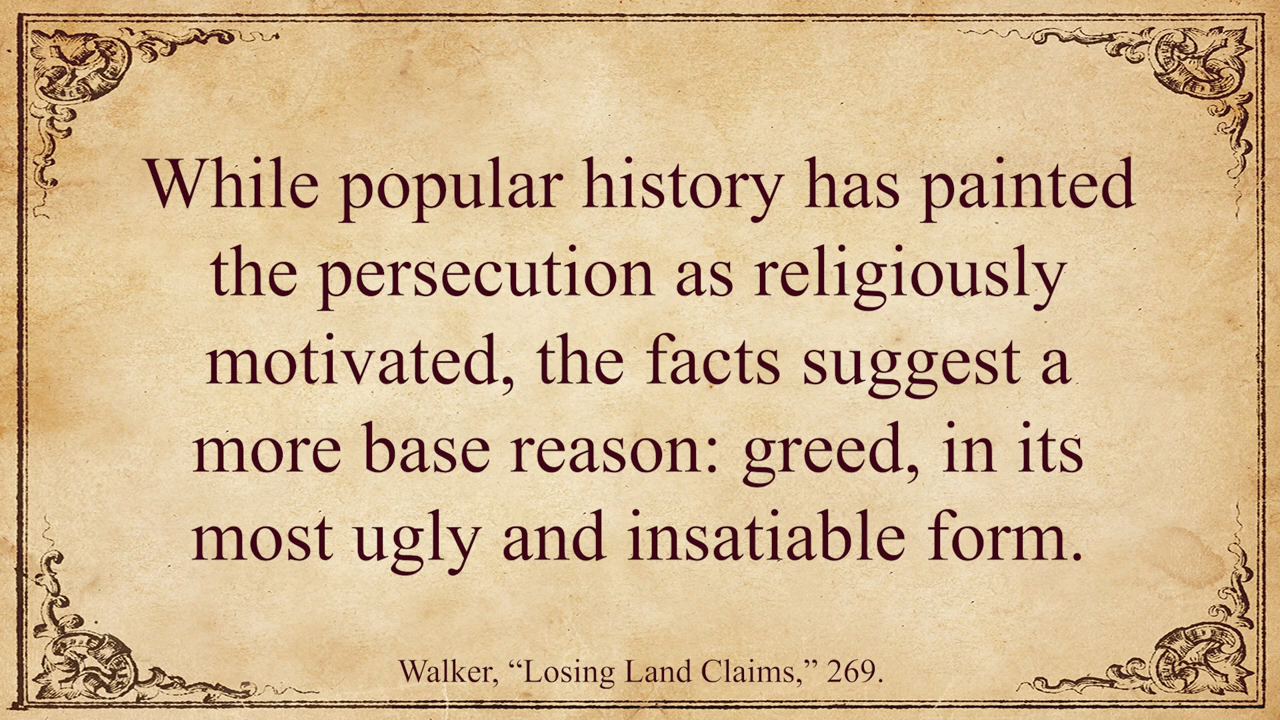 While popular history has painted
the persecution as religiously
motivated, the facts suggest a
more base reason: greed, in its
most ugly and insatiable form.
Walker, “Losing Land Claims,” 269.